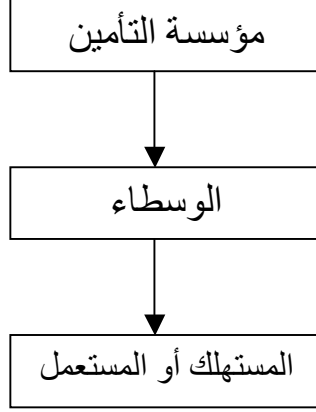 مؤسسة التأمين
الوسطاء
المستهلك أو المستعمل